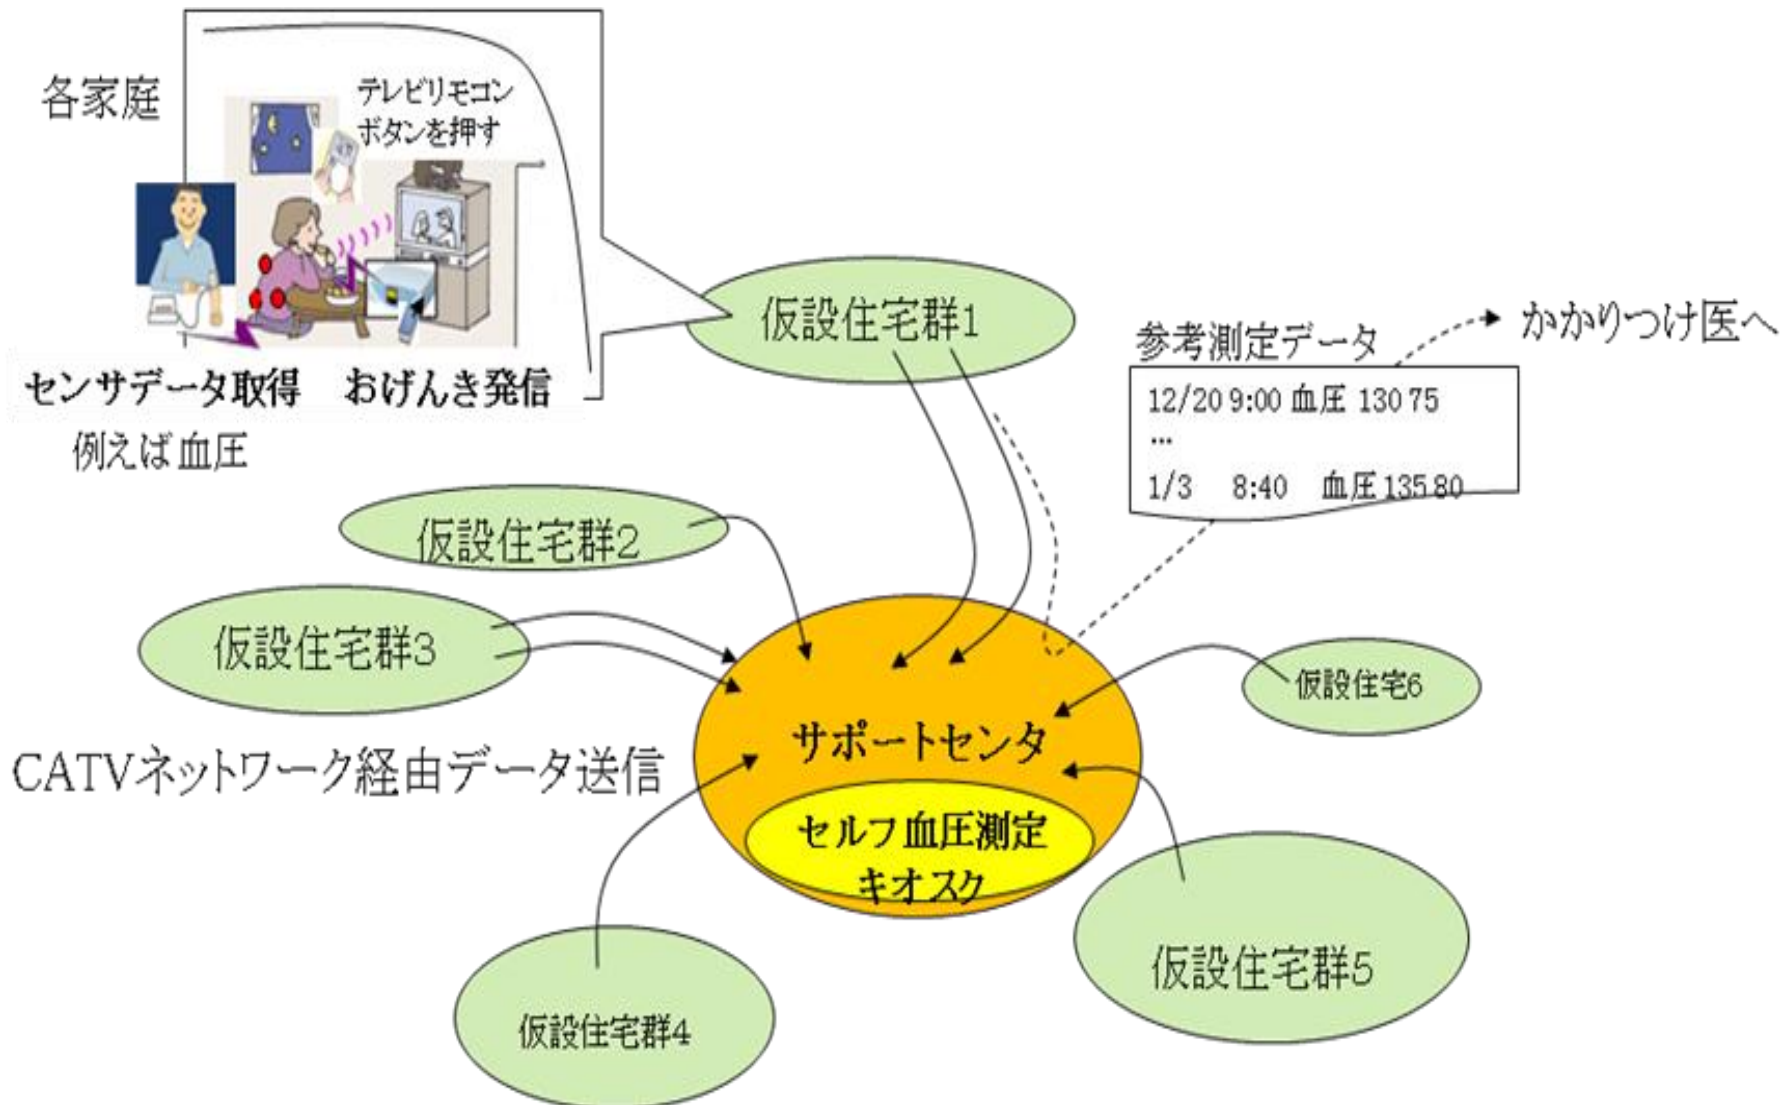 各家庭
テレビリモコン
ボタンを押す
センサデータ取得 おげんき発信
例えば血圧
仮設住宅群1
参考測定データ
かかりつけ医へ
12/20 9:00 血圧 130 75
…
1/3 8:40 血圧 135 80
仮設住宅群2
仮設住宅群3
仮設住宅6
CATVネットワーク経由データ送信
サポートセンタ
セルフ血圧測定
キオスク
仮設住宅群4
仮設住宅群5